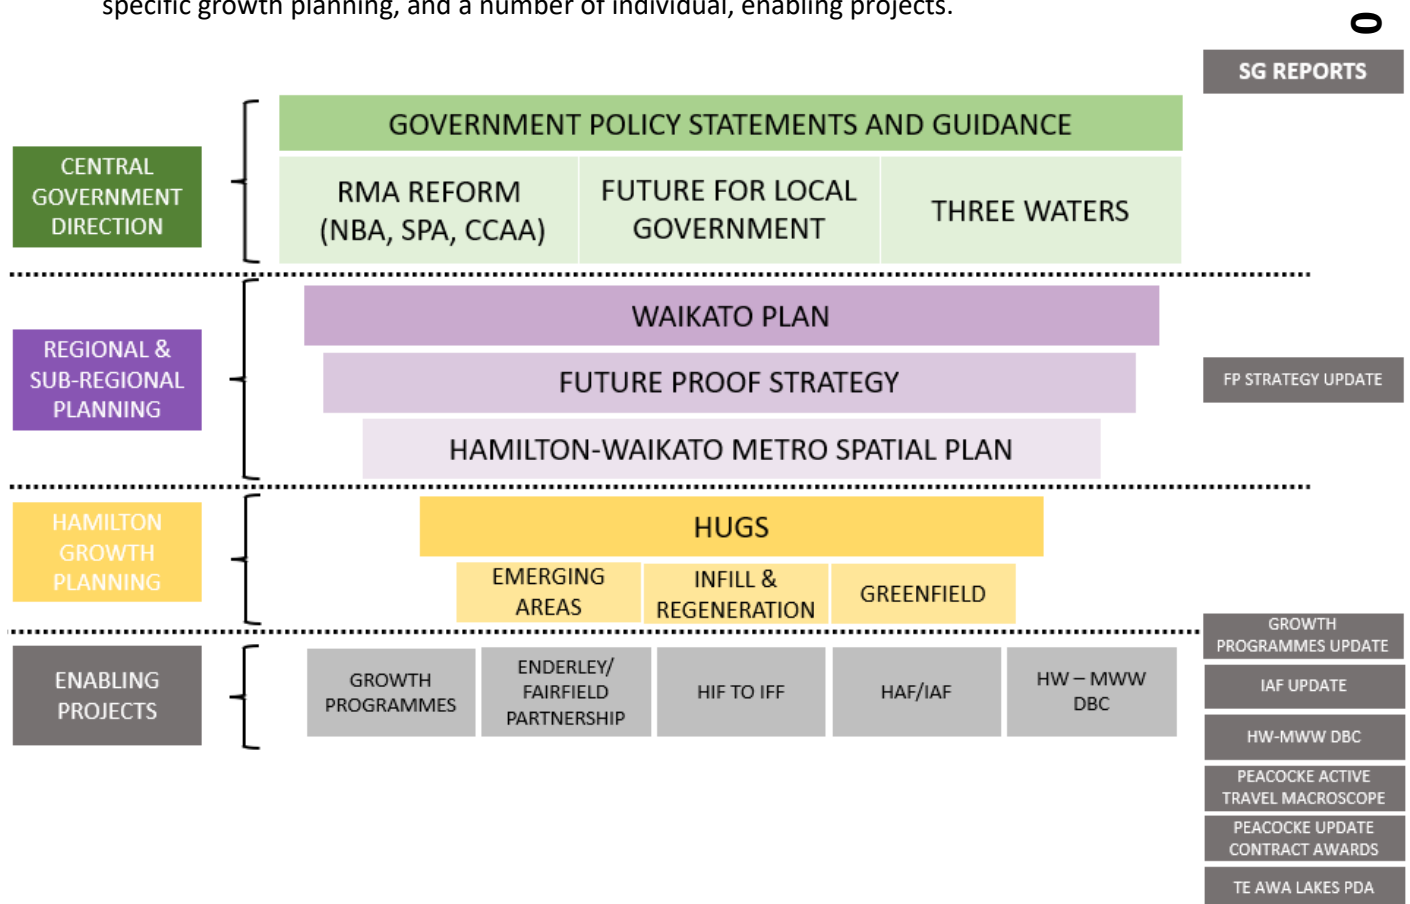 specific growth planning, and a number of individual, enabling projects.
0
SG REPORTS
GOVERNMENT POLICY STATEMENTS AND GUIDANCE
CENTRAL
GOVERNMENT
DIRECTION
RMA REFORM
(NBA, SPA, CCAA)
FUTURE FOR LOCAL
GOVERNMENT
THREE WATERS
REGIONAL &
SUB-REGIONAL
PLANNING
WAIKATO PLAN
FUTURE PROOF STRATEGY
HAMILTON-WAIKATO METRO SPATIAL PLAN
FP STRATEGY UPDATE
HAMILTON
GROWTH
PLANNING
HUGS
EMERGING
AREAS
INFILL &
REGENERATION
GREENFIELD
ENABLING
PROJECTS
GROWTH
PROGRAMMES
ENDERLEY/
FAIRFIELD
PARTNERSHIP
HIF TO IFF
HAF/IAF
HW – MWW
DBC
GROWTH
PROGRAMMES UPDATE
IAF UPDATE
HW-MWW DBC
PEACOCKE ACTIVE
TRAVEL MACROSCOPE
PEACOCKE UPDATE
CONTRACT AWARDS
TE AWA LAKES PDA